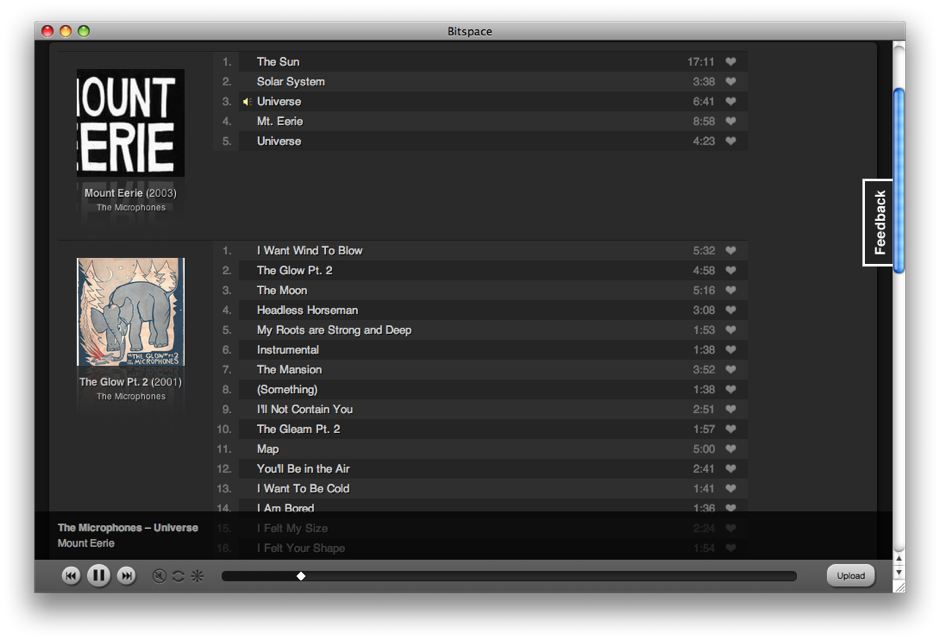 Bitspace
MOUNT
EERIE
Mount Eerie (2003)
The Microphones
1. The Sun 17:11
2. Solar System 3:38
3. Universe 6:41
4. Mt. Eerie 8:58
5. Universe 4:23
Feedback
"THE GLOW" PT 2
THE MICROPHONES
The Glow Pt. 2 (2001)
The Microphones
1. I Want Wind To Blow 5:32
2. The Glow Pt. 2 4:58
3. The Moon 5:16
4. Headless Horseman 3:08
5. My Roots are Strong and Deep 1:53
6. Instrumental 1:38
7. The Mansion 3:52
8. (Something) 1:38
9. I'll Not Contain You 2:51
10. The Gleam Pt. 2 1:57
11. Map 5:00
12. You'll Be in the Air 2:41
13. I Want To Be Cold 1:41
14. I Am Bored 1:36
15. I Felt My Size 2:24
16. I Felt Your Shape 1:54
The Microphones – Universe
Mount Eerie
Upload